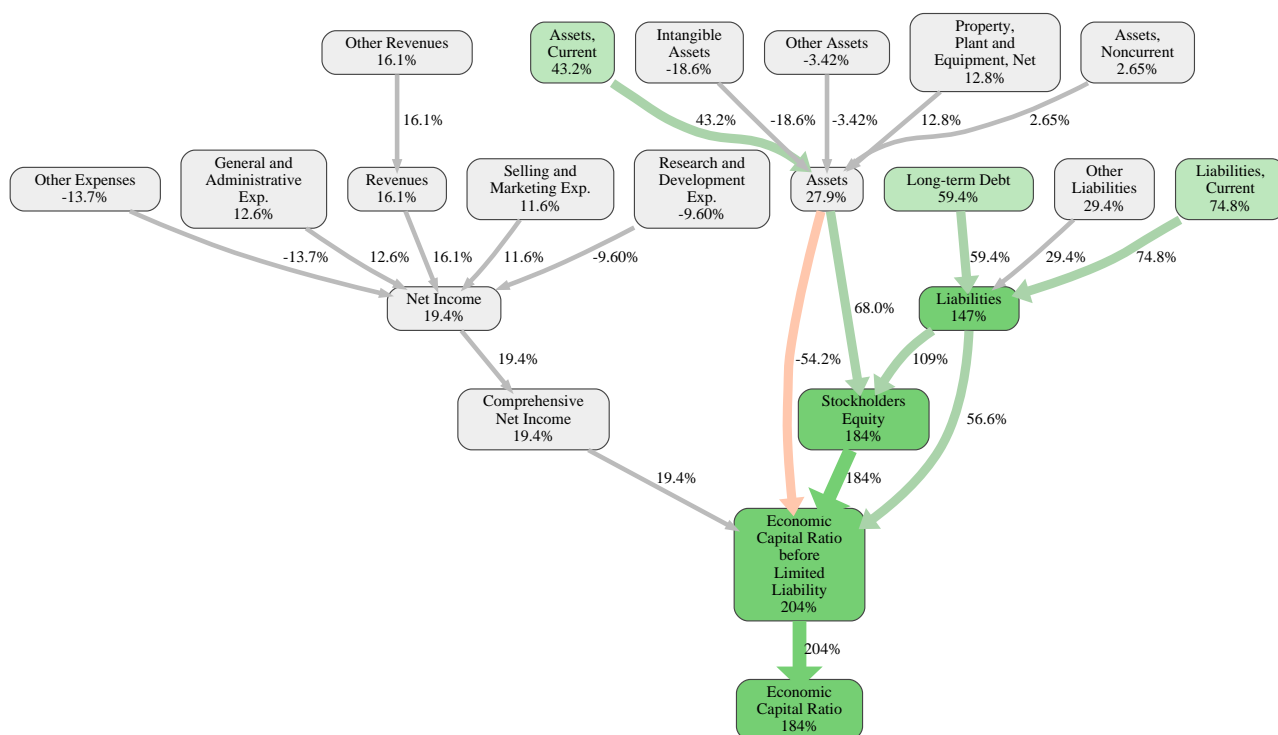 Other Revenues
16.1%
Assets,
Current
43.2%
Intangible
Assets
-18.6%
Other Assets
-3.42%
Property,
Plant and
Equipment, Net
12.8%
Assets,
Noncurrent
2.65%
16.1%
43.2%
-18.6%
-3.42%
12.8%
2.65%
Other Expenses
-13.7%
General and
Administrative
Exp.
12.6%
Revenues
16.1%
Selling and
Marketing Exp.
11.6%
Research and
Development
Exp.
-9.60%
Assets
27.9%
Long-term Debt
59.4%
Other
Liabilities
29.4%
Liabilities,
Current
74.8%
-13.7%
12.6%
16.1%
11.6%
-9.60%
59.4%
29.4%
74.8%
Net Income
19.4%
Liabilities
147%
68.0%
19.4%
-54.2%
109%
Comprehensive
Net Income
19.4%
Stockholders
Equity
184%
56.6%
19.4%
184%
Economic
Capital Ratio
before
Limited
Liability
204%
204%
Economic
Capital Ratio
184%